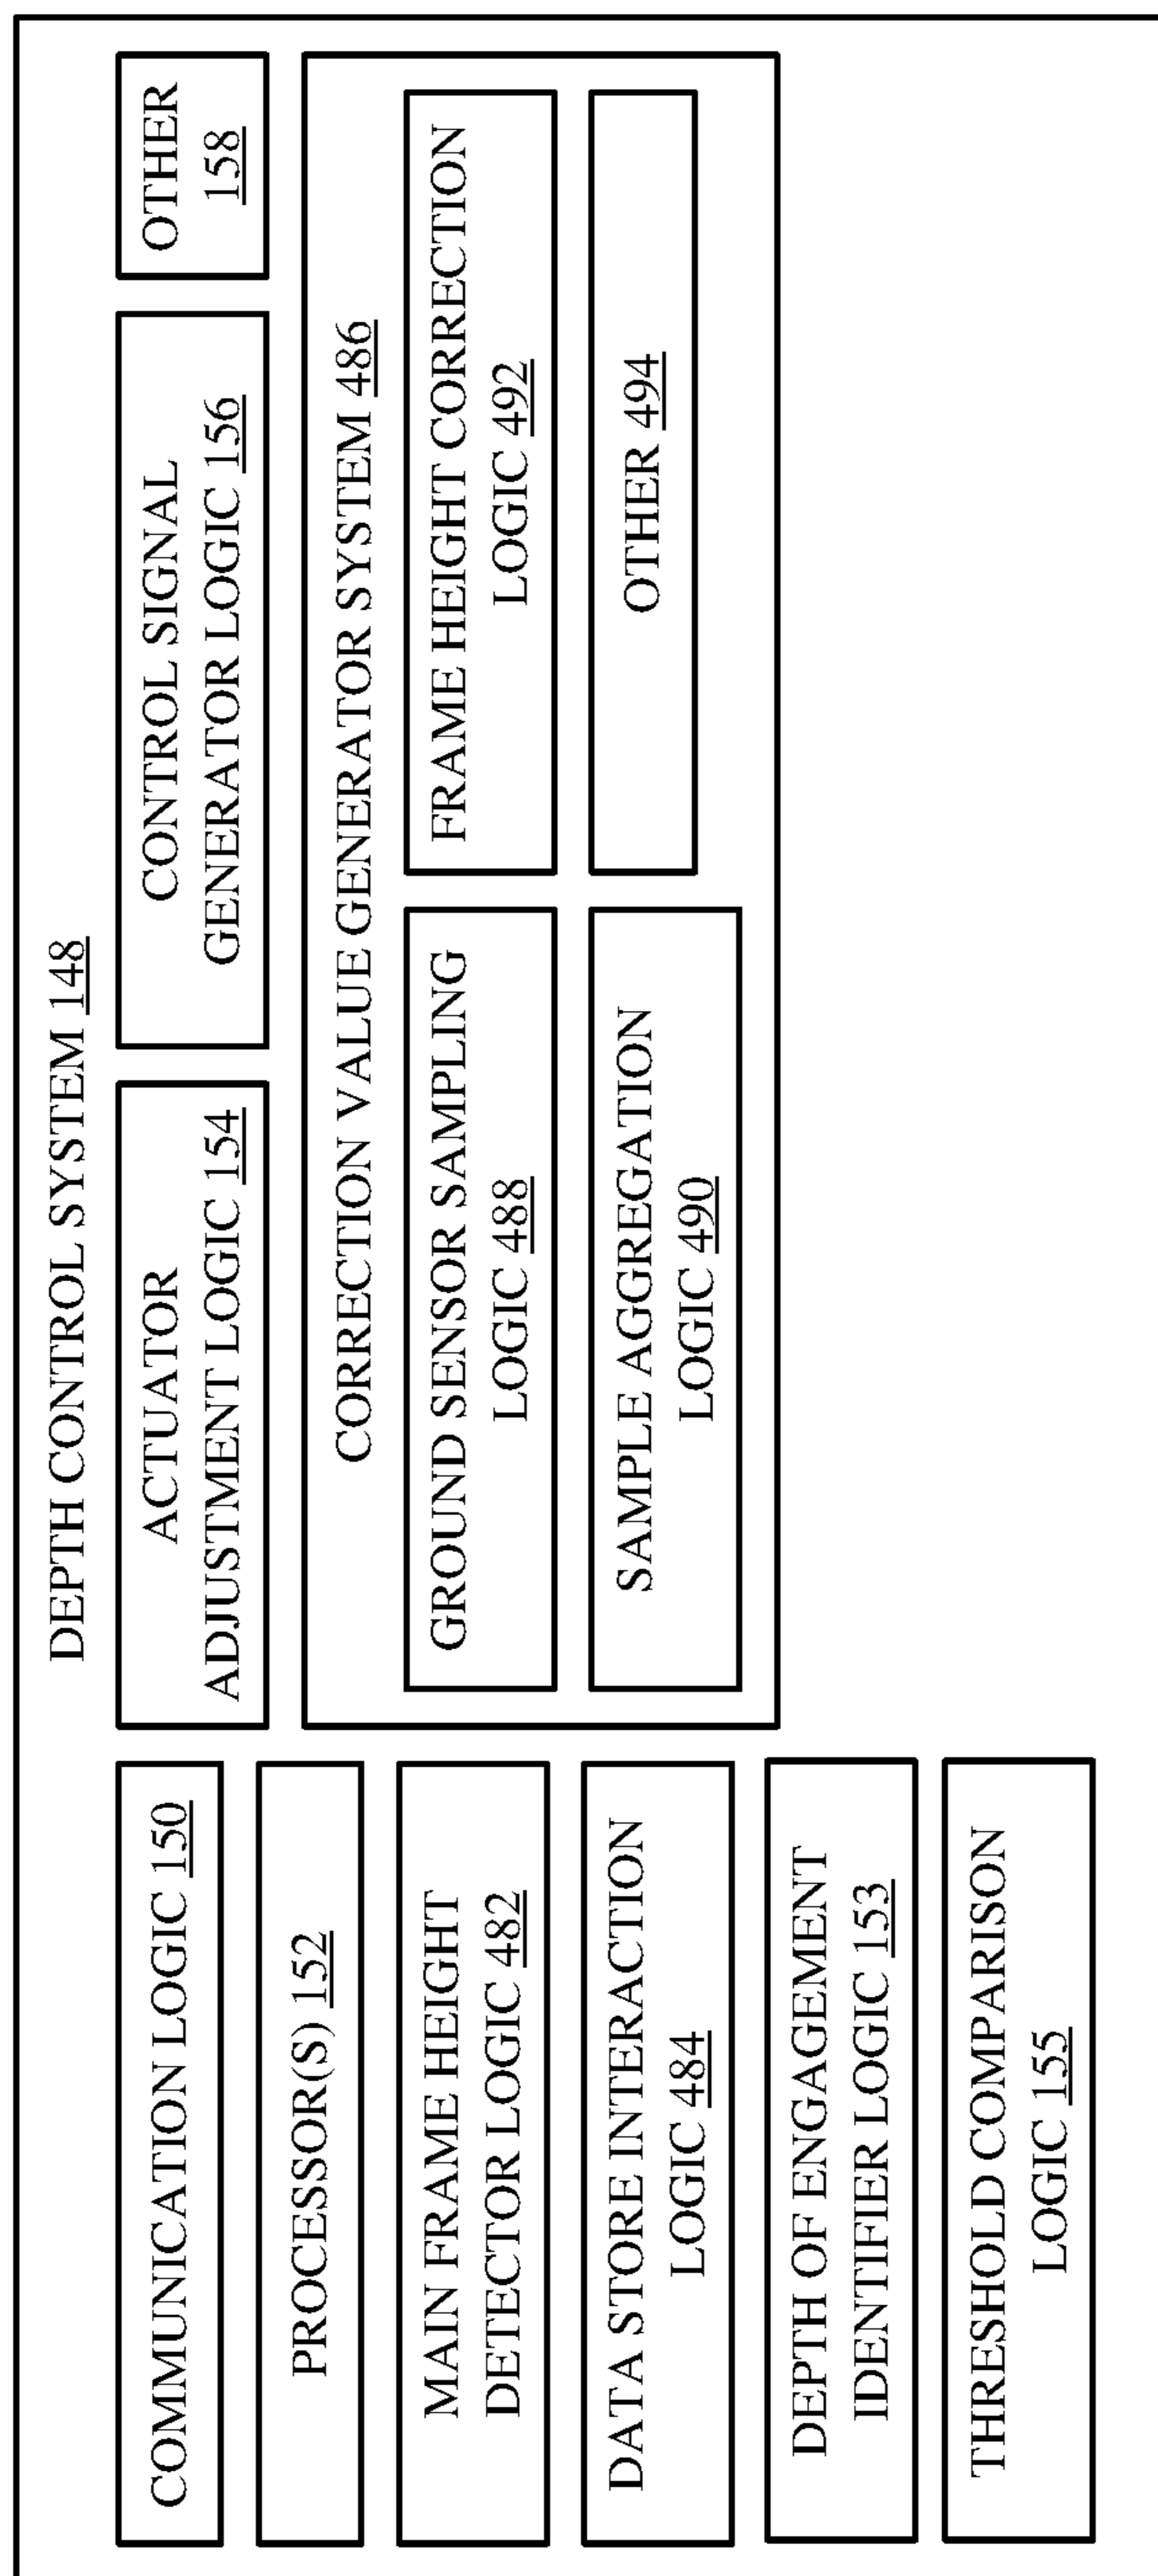 DEPTH CONTROL SYSTEM 148
COMMUNICATION LOGIC 150
PROCESSOR(S) 152
MAIN FRAME HEIGHT
DETECTOR LOGIC 482
DATA STORE INTERACTION
LOGIC 484
DEPTH OF ENGAGEMENT
IDENTIFIER LOGIC 153
THRESHOLD COMPARISON
LOGIC 155
ACTUATOR
ADJUSTMENT LOGIC 154
CONTROL SIGNAL
GENERATOR LOGIC 156
OTHER
158
CORRECTION VALUE GENERATOR SYSTEM 486
GROUND SENSOR SAMPLING
LOGIC 488
FRAME HEIGHT CORRECTION
LOGIC 492
SAMPLE AGGREGATION
LOGIC 490
OTHER 494